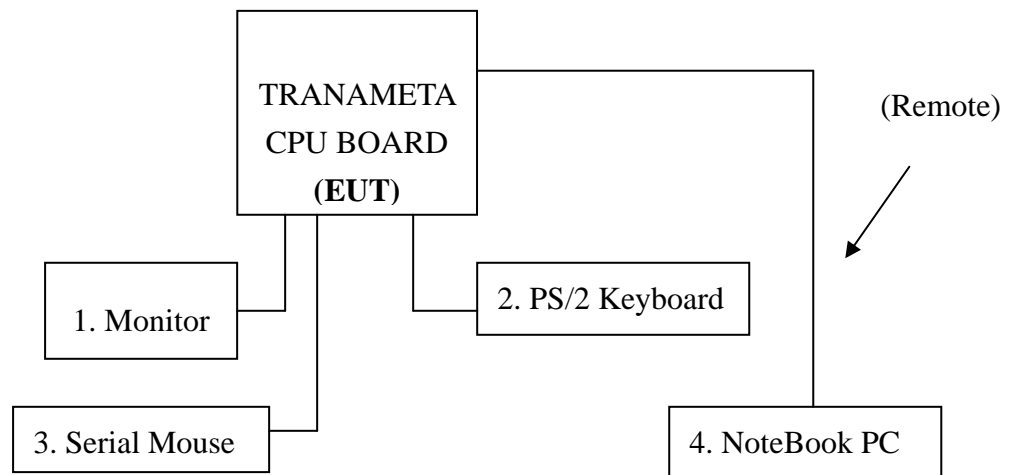 TRANAMETA
CPU BOARD
(EUT)
(Remote)
1. Monitor
2. PS/2 Keyboard
3. Serial Mouse
4. NoteBook PC